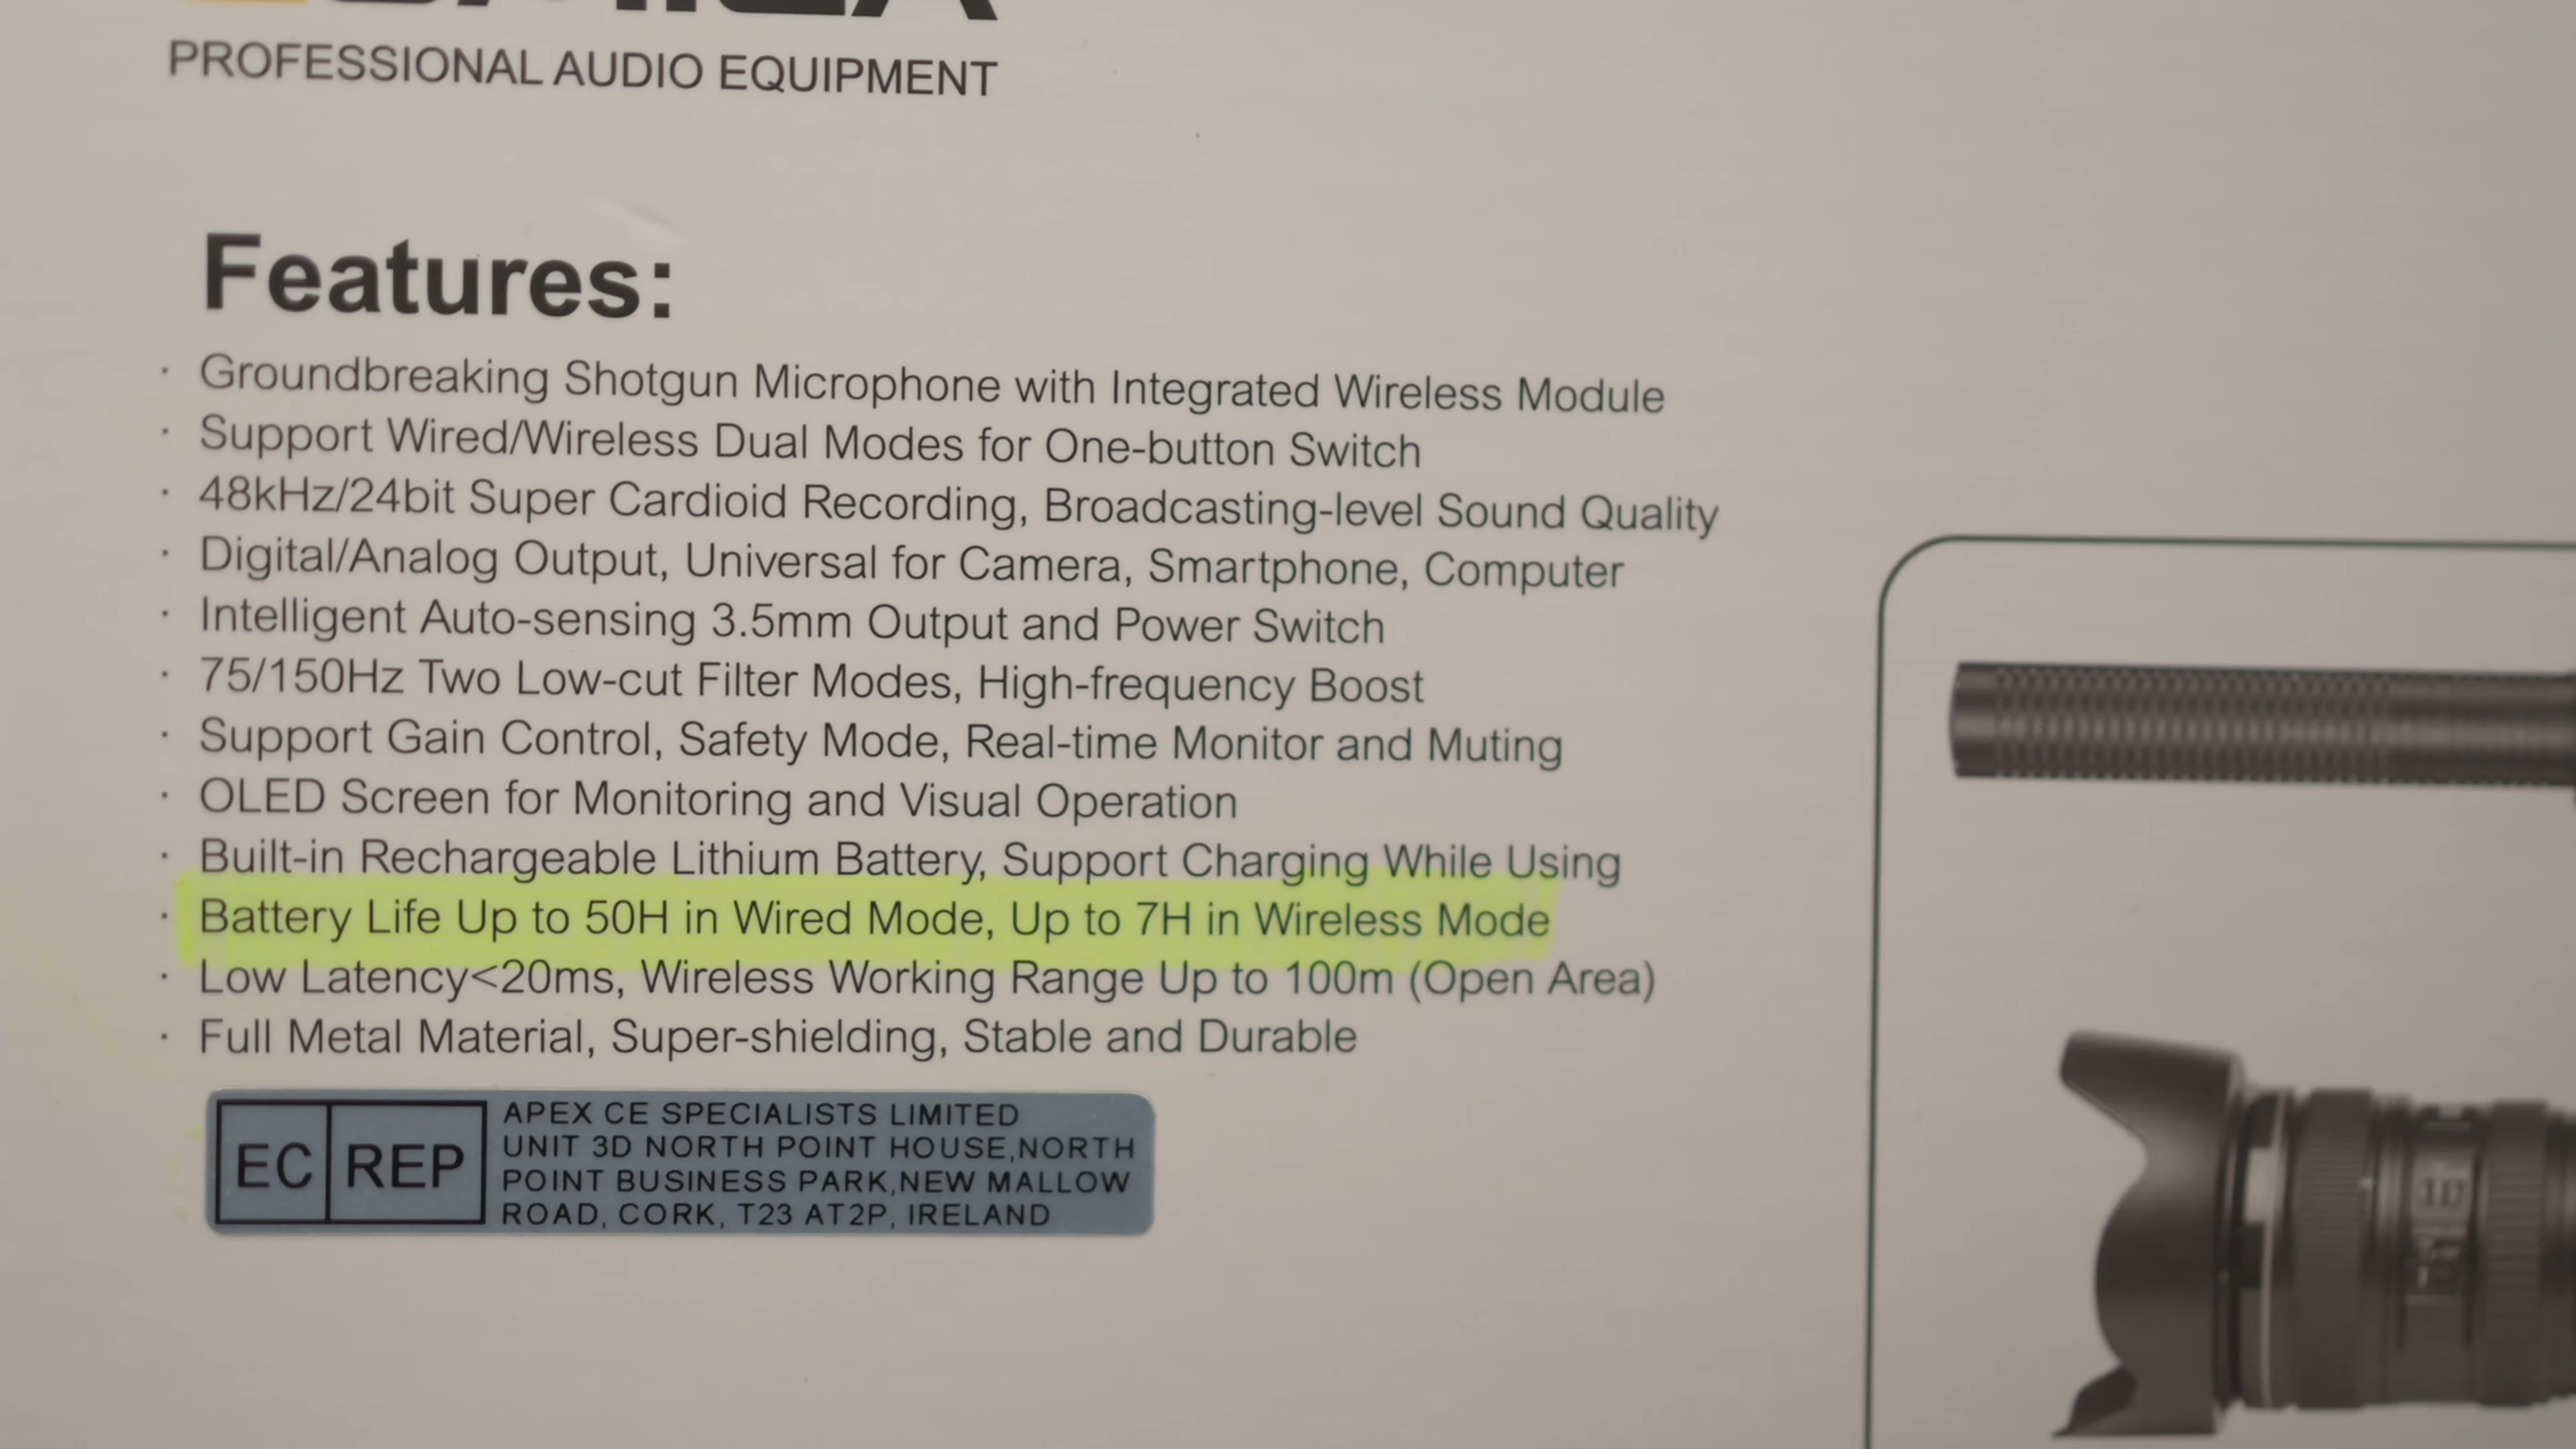 PROFESSIONAL AUDIO EQUIPMENT
Features:
· Groundbreaking Shotgun Microphone with Integrated Wireless Module
· Support Wired/Wireless Dual Modes for One-button Switch
· 48kHz/24bit Super Cardioid Recording, Broadcasting-level Sound Quality
· Digital/Analog Output, Universal for Camera, Smartphone, Computer
· Intelligent Auto-sensing 3.5mm Output and Power Switch
· 75/150Hz Two Low-cut Filter Modes, High-frequency Boost
· Support Gain Control, Safety Mode, Real-time Monitor and Muting
· OLED Screen for Monitoring and Visual Operation
· Built-in Rechargeable Lithium Battery, Support Charging While Using
· Battery Life Up to 50H in Wired Mode, Up to 7H in Wireless Mode
· Low Latency<20ms, Wireless Working Range Up to 100m (Open Area)
· Full Metal Material, Super-shielding, Stable and Durable
EC REP
APEX CE SPECIALISTS LIMITED
UNIT 3D NORTH POINT HOUSE,NORTH
POINT BUSINESS PARK,NEW MALLOW
ROAD, CORK, T23 AT2P, IRELAND